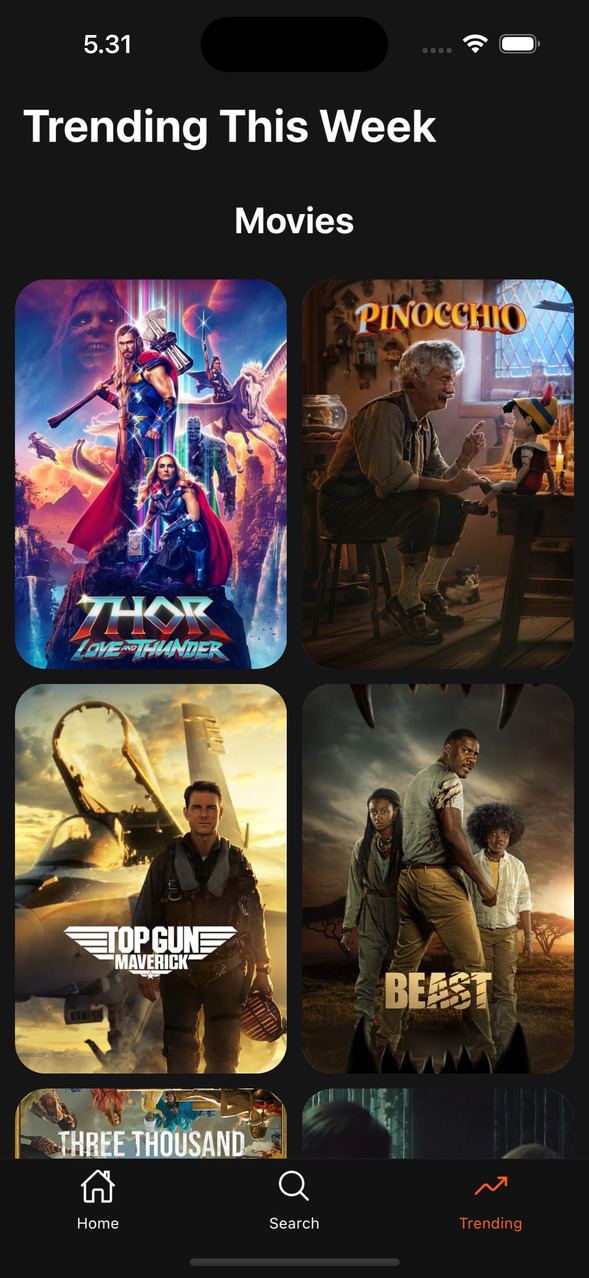 5.31
Trending This Week
Movies
THOR
LOVE AND THUNDER
PINOCCHIO
TOP GUN
MAVERICK
BEAST
THREE THOUSAND
Home
Search
Trending